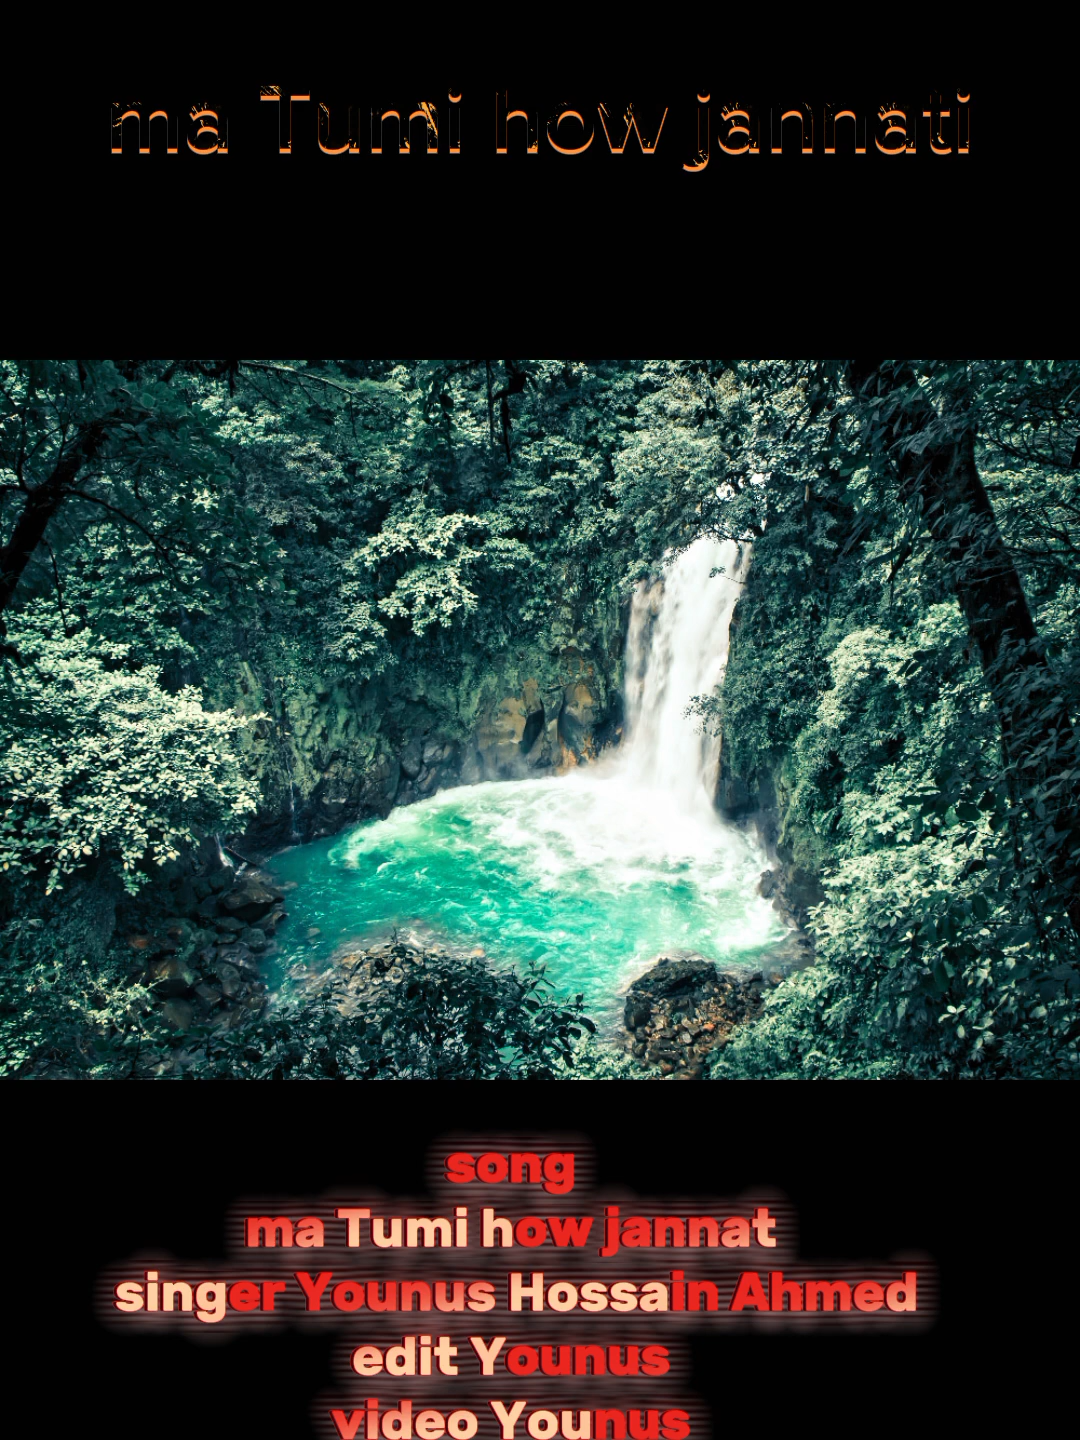 ma Tumi how jannati
song
ma Tumi how jannat
singer Younus Hossain Ahmed
edit Younus
video Younus